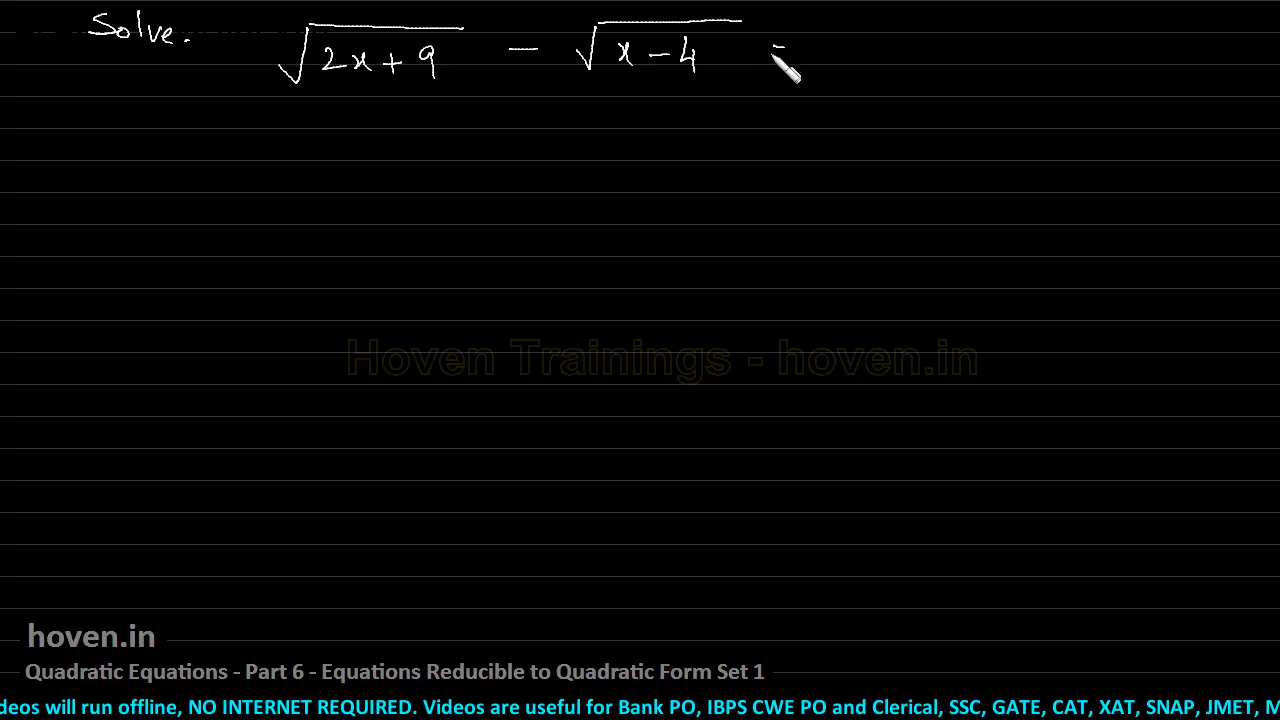 Solve. √(2x + 9) − √(x − 4) =
Hoven Trainings - hoven.in
hoven.in
Quadratic Equations - Part 6 - Equations Reducible to Quadratic Form Set 1
will run offline, NO INTERNET REQUIRED. Videos are useful for Bank PO, IBPS CWE PO and Clerical, SSC, GATE, CAT, XAT, SNAP, JMET,